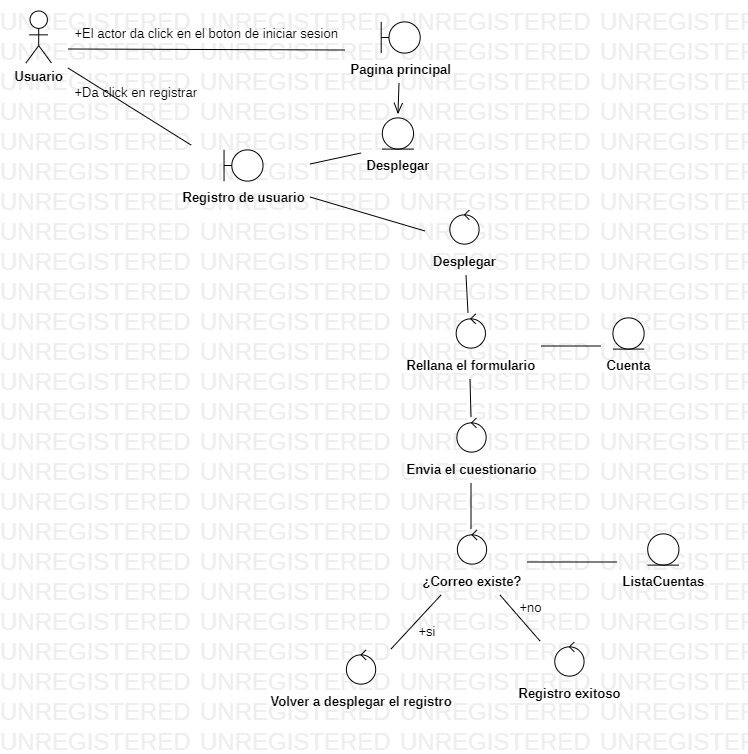 +El actor da click en el boton de iniciar sesion
Usuario
Pagina principal
+Da click en registrar
Desplegar
Registro de usuario
Desplegar
Rellana el formulario
Cuenta
Envia el cuestionario
¿Correo existe?
ListaCuentas
+no
+si
Volver a desplegar el registro
Registro exitoso
UNREGISTERED